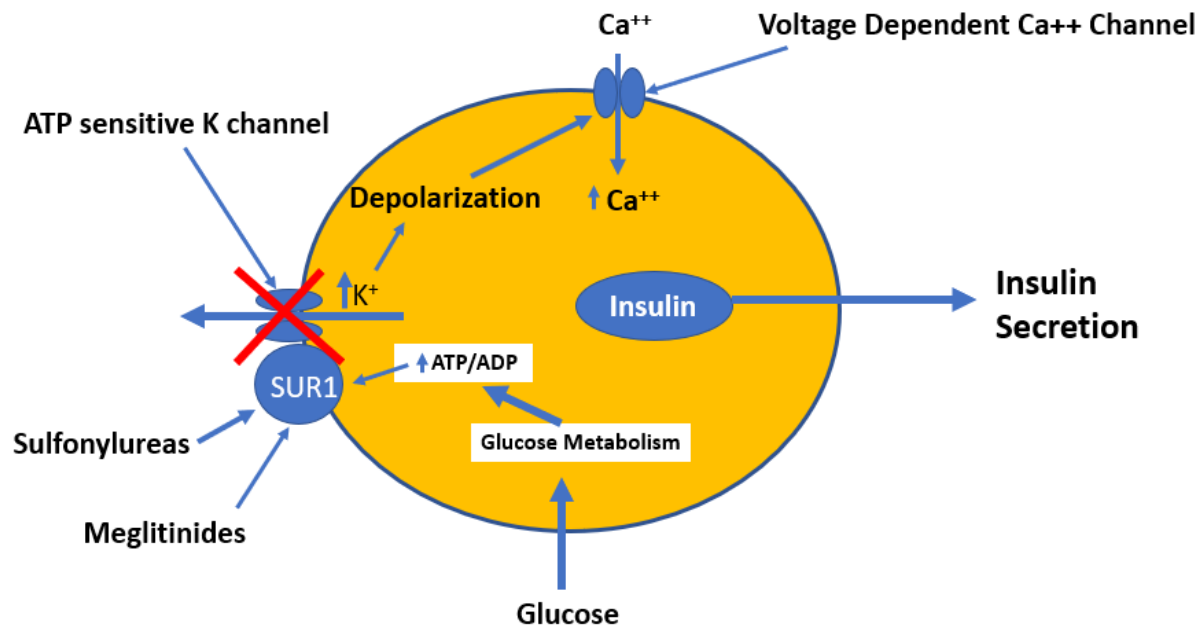 Ca⁺⁺
Voltage Dependent Ca++ Channel
ATP sensitive K channel
Depolarization
Ca⁺⁺
K⁺
Insulin
Insulin
Secretion
ATP/ADP
SUR1
Sulfonylureas
Glucose Metabolism
Meglitinides
Glucose